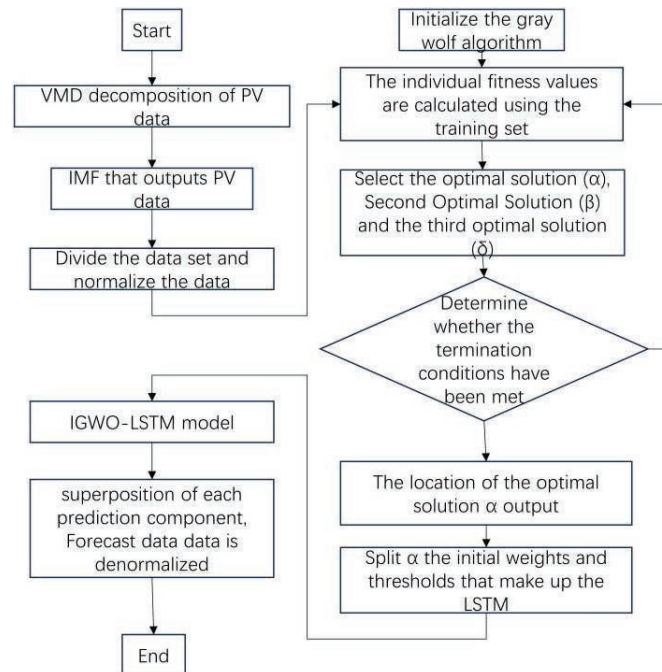 Start
VMD decomposition of PV
data
IMF that outputs PV
data
Divide the data set and
normalize the data
Initialize the gray
wolf algorithm
The individual fitness values
are calculated using the
training set
Select the optimal solution (α),
Second Optimal Solution (β)
and the third optimal solution
(δ)
Determine
whether the
termination
conditions have
been met
The location of the optimal
solution α output
Split α the initial weights and
thresholds that make up the
LSTM
IGWO-LSTM model
superposition of each
prediction component,
Forecast data data is
denormalized
End